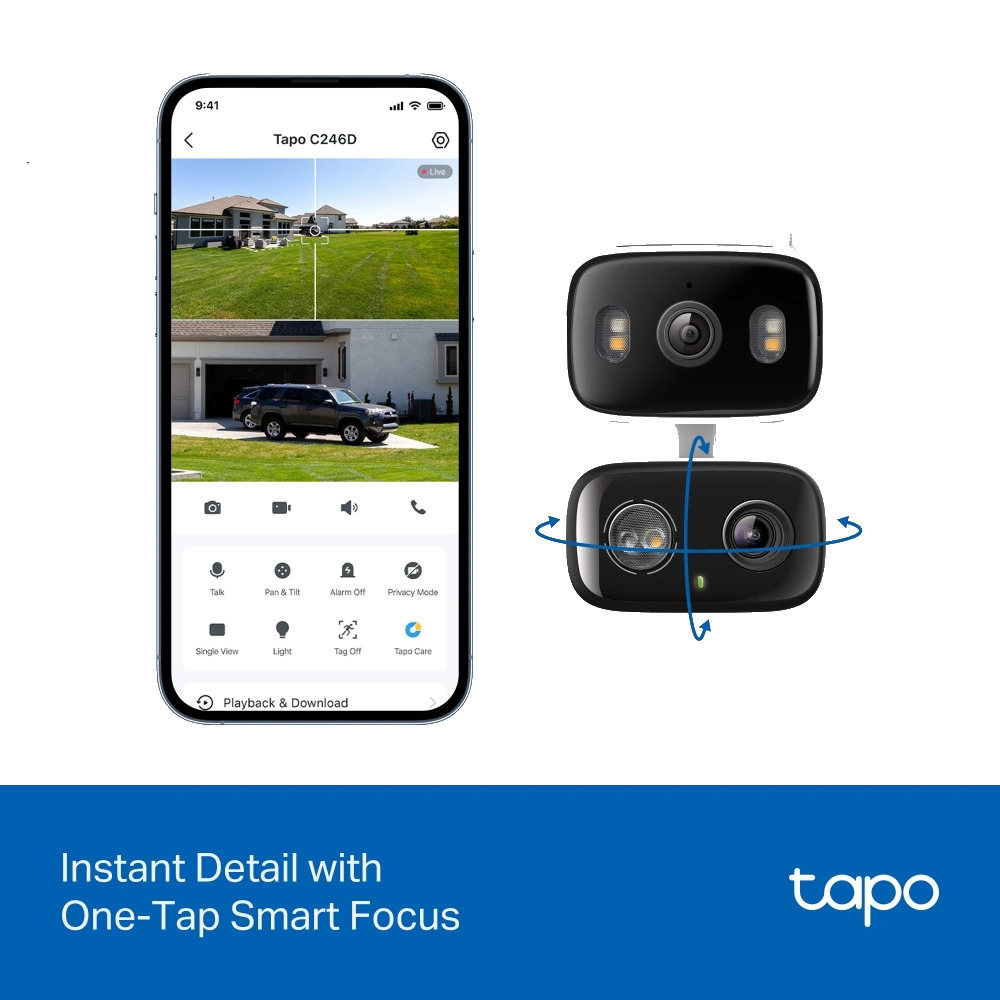 9:41
Tapo C246D
Live
Talk
Pan & Tilt
Alarm Off
Privacy Mode
Single View
Light
Tag Off
Tapo Care
Playback & Download
Instant Detail with
One-Tap Smart Focus
tapo